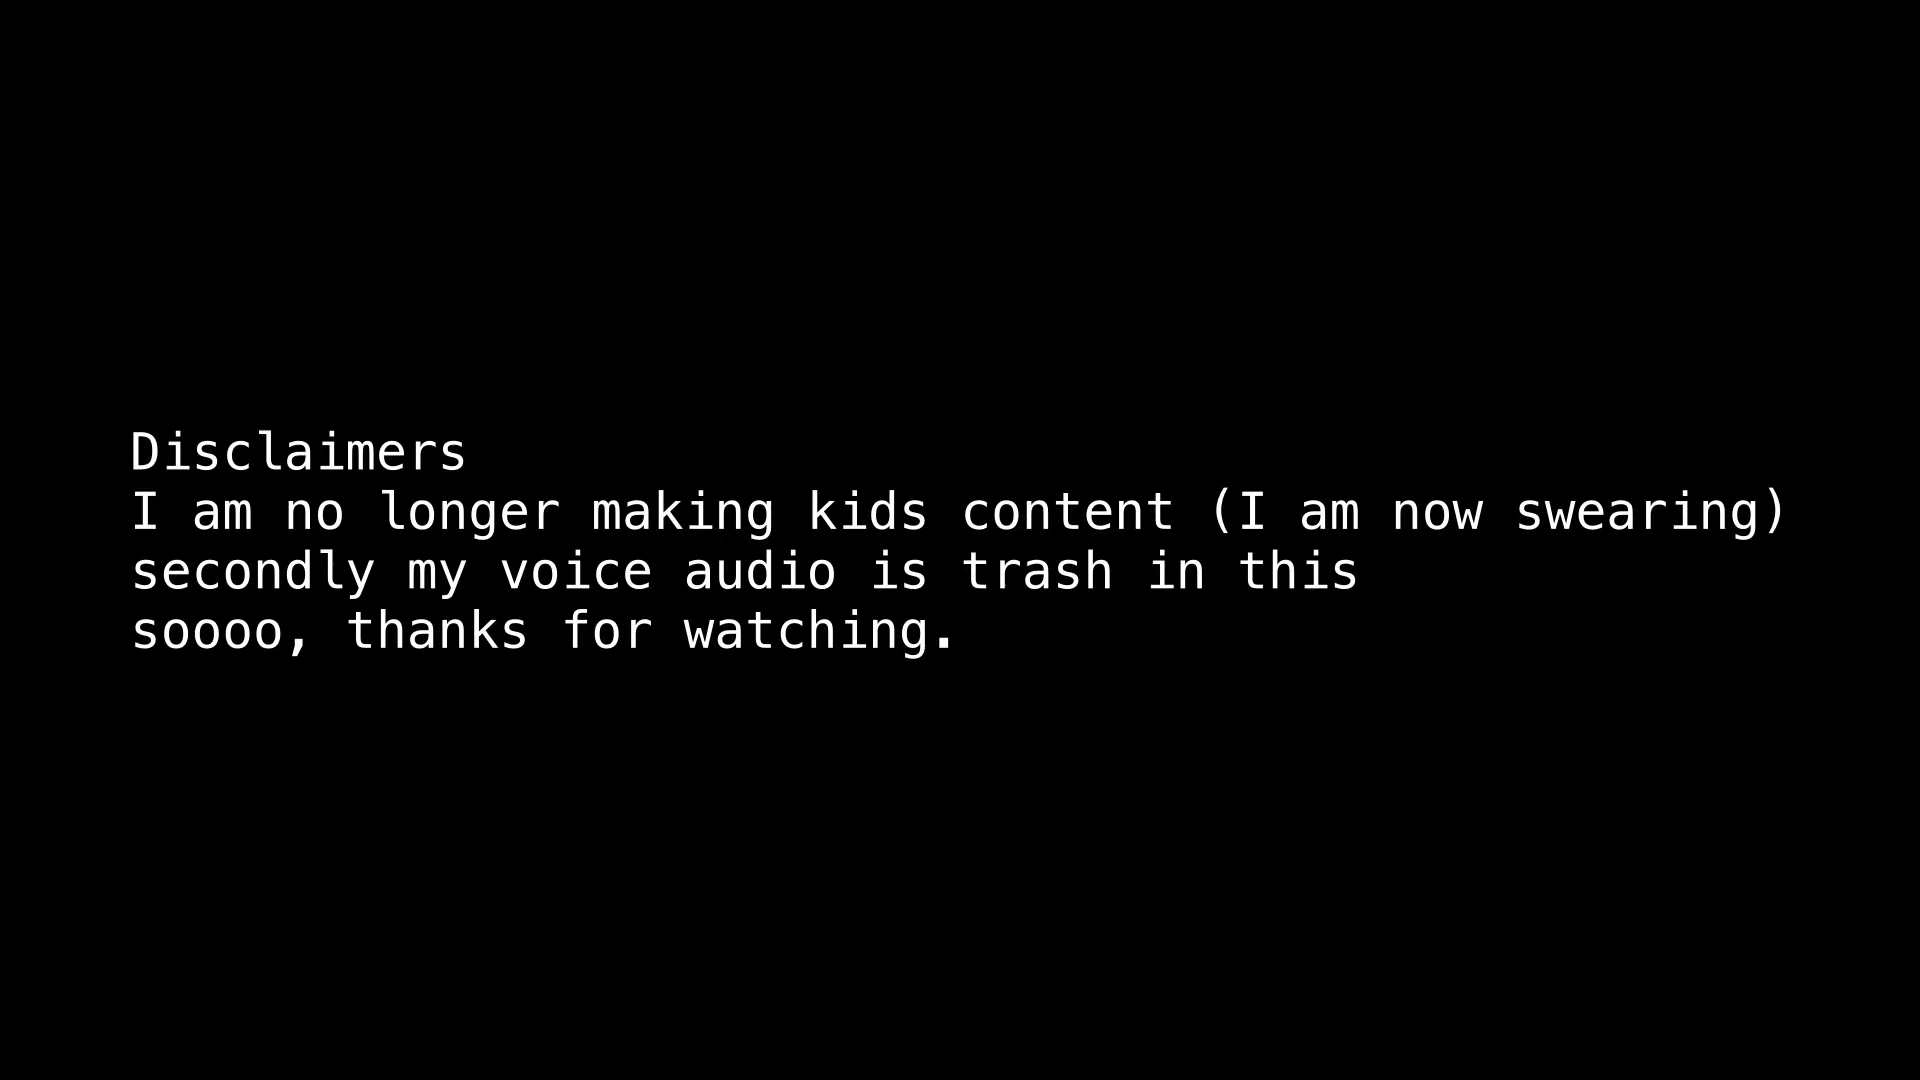 Disclaimers
I am no longer making kids content (I am now swearing)
secondly my voice audio is trash in this
soooo, thanks for watching.